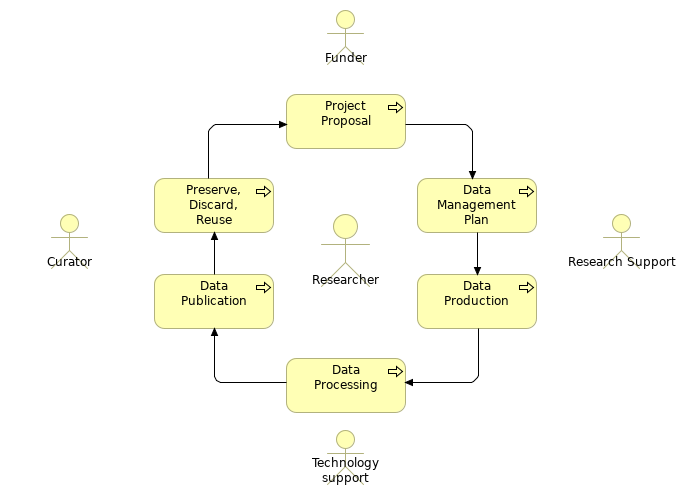 Funder
Project
Proposal
Preserve,
Discard,
Reuse
Data
Management
Plan
Curator
Researcher
Research Support
Data
Publication
Data
Production
Data
Processing
Technology
support